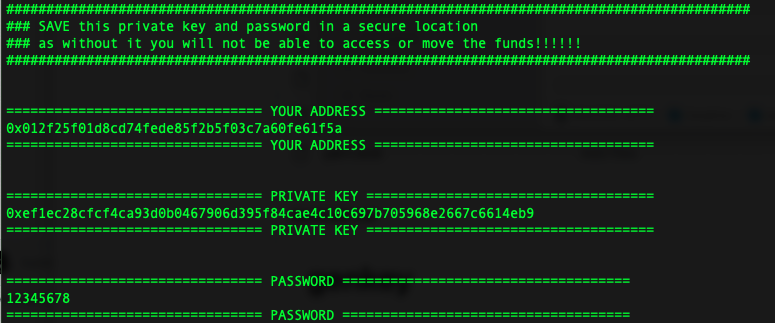 ##############################################################################################
### SAVE this private key and password in a secure location
### as without it you will not be able to access or move the funds!!!!!!
##############################################################################################
================================ YOUR ADDRESS ===================================
0x012f25f01d8cd74fede85f2b5f03c7a60fe61f5a
================================ YOUR ADDRESS ===================================
================================ PRIVATE KEY ====================================
0xef1ec28cfcf4ca93d0b0467906d395f84cae4c10c697b705968e2667c6614eb9
================================ PRIVATE KEY ====================================
================================ PASSWORD ====================================
12345678
================================ PASSWORD ====================================